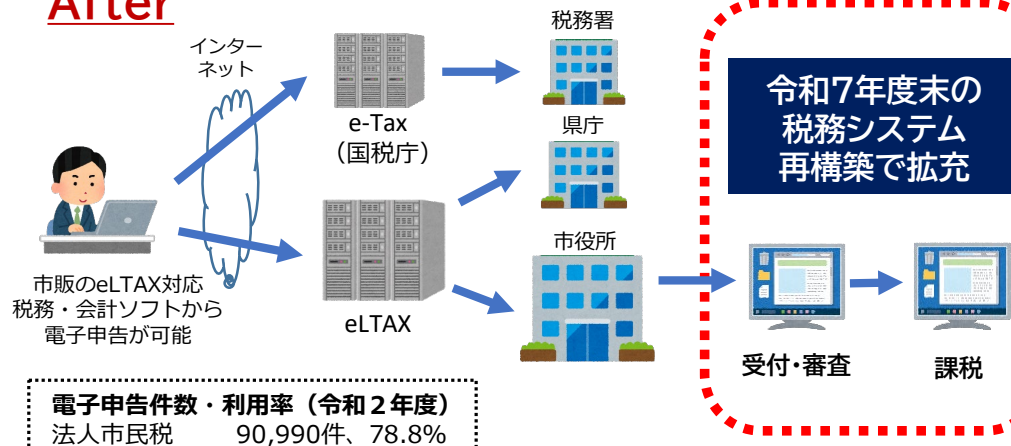 After
インター
ネット
税務署
e-Tax
(国税庁)
県庁
令和7年度末の
税務システム
再構築で拡充
市役所
市販のeLTAX対応
税務・会計ソフトから
電子申告が可能
eLTAX
受付・審査
課税
電子申告件数・利用率（令和２年度）
法人市民税 90,990件、78.8%